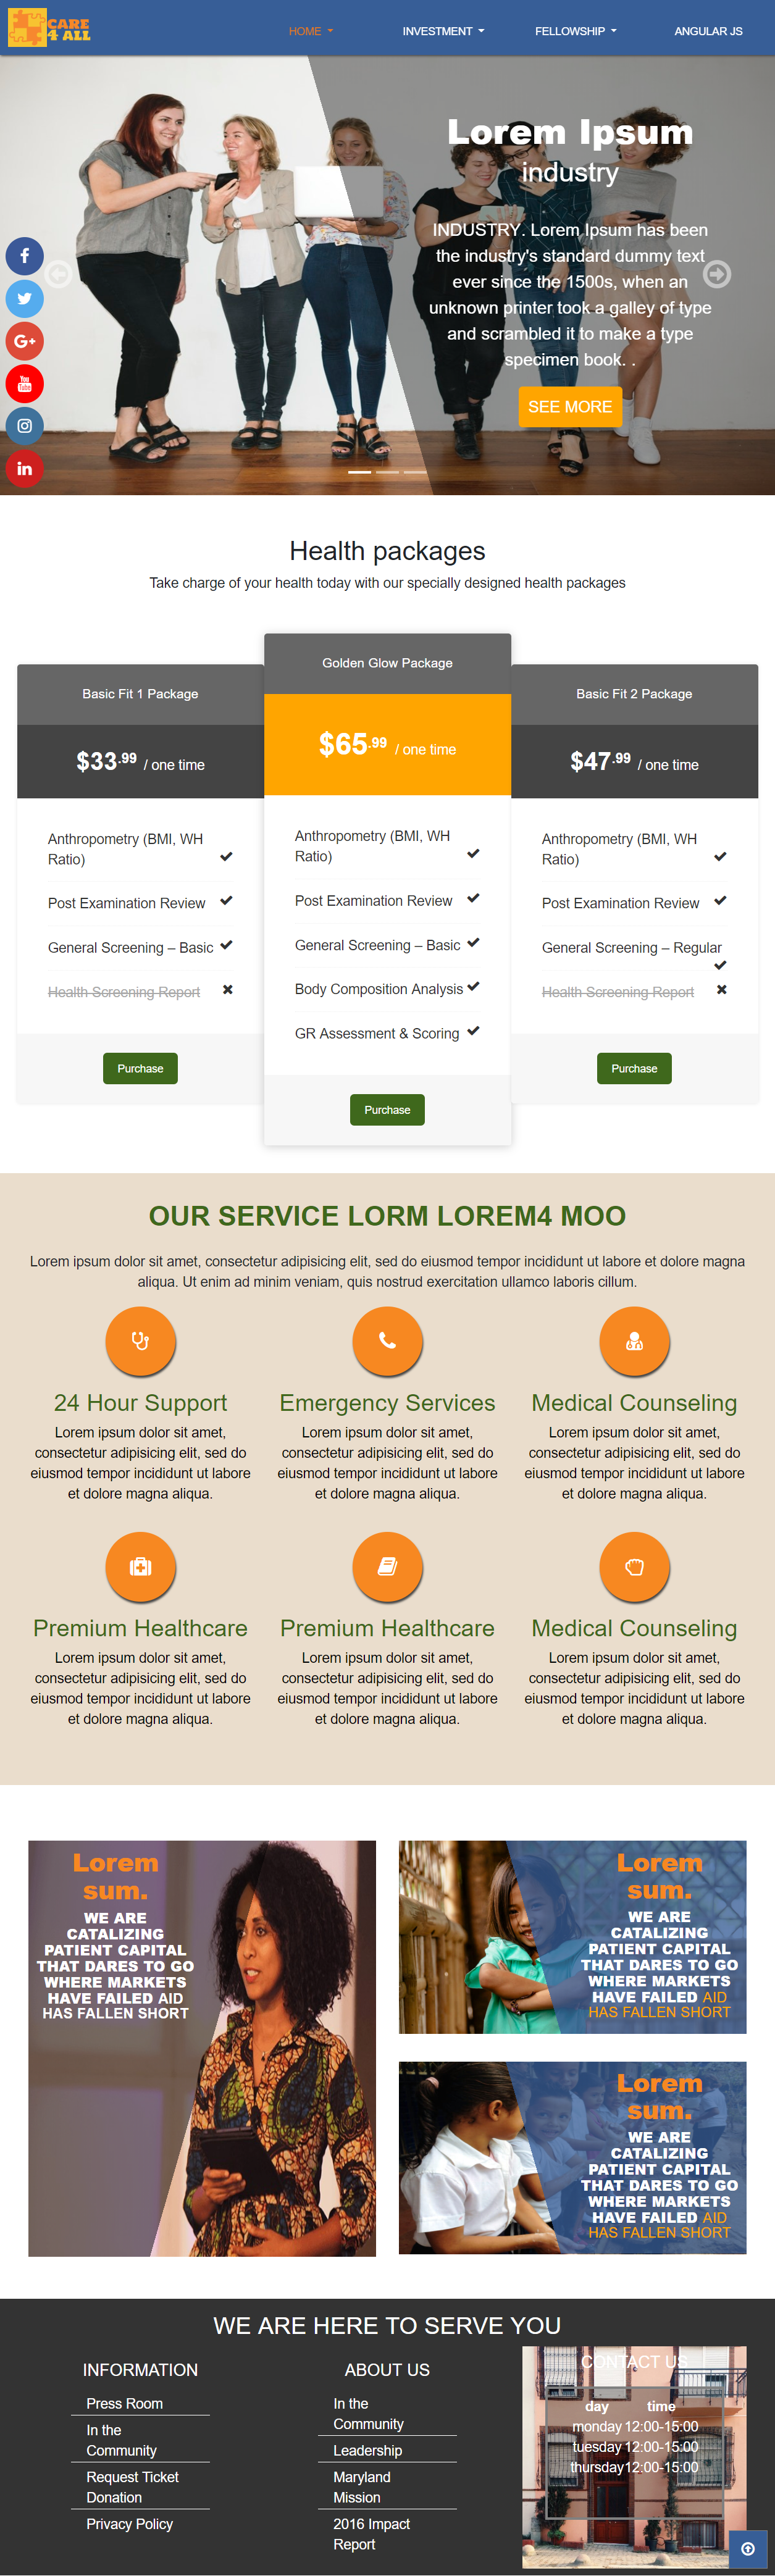 CARE
4 ALL
HOME
INVESTMENT
FELLOWSHIP
ANGULAR JS
Lorem Ipsum
industry
INDUSTRY. Lorem Ipsum has been
the industry's standard dummy text
ever since the 1500s, when an
unknown printer took a galley of type
and scrambled it to make a type
specimen book. .
SEE MORE
Health packages
Take charge of your health today with our specially designed health packages
Basic Fit 1 Package
$33.99 / one time
Anthropometry (BMI, WH
Ratio)
Post Examination Review
General Screening – Basic
Health Screening Report
Purchase
Golden Glow Package
$65.99 / one time
Anthropometry (BMI, WH
Ratio)
Post Examination Review
General Screening – Basic
Body Composition Analysis
GR Assessment & Scoring
Purchase
Basic Fit 2 Package
$47.99 / one time
Anthropometry (BMI, WH
Ratio)
Post Examination Review
General Screening – Regular
Health Screening Report
Purchase
OUR SERVICE LORM LOREM4 MOO
Lorem ipsum dolor sit amet, consectetur adipisicing elit, sed do eiusmod tempor incididunt ut labore et dolore magna
aliqua. Ut enim ad minim veniam, quis nostrud exercitation ullamco laboris cillum.
24 Hour Support
Lorem ipsum dolor sit amet,
consectetur adipisicing elit, sed do
eiusmod tempor incididunt ut labore
et dolore magna aliqua.
Emergency Services
Lorem ipsum dolor sit amet,
consectetur adipisicing elit, sed do
eiusmod tempor incididunt ut labore
et dolore magna aliqua.
Medical Counseling
Lorem ipsum dolor sit amet,
consectetur adipisicing elit, sed do
eiusmod tempor incididunt ut labore
et dolore magna aliqua.
Premium Healthcare
Lorem ipsum dolor sit amet,
consectetur adipisicing elit, sed do
eiusmod tempor incididunt ut labore
et dolore magna aliqua.
Premium Healthcare
Lorem ipsum dolor sit amet,
consectetur adipisicing elit, sed do
eiusmod tempor incididunt ut labore
et dolore magna aliqua.
Medical Counseling
Lorem ipsum dolor sit amet,
consectetur adipisicing elit, sed do
eiusmod tempor incididunt ut labore
et dolore magna aliqua.
Lorem
sum.
WE ARE
CATALIZING
PATIENT CAPITAL
THAT DARES TO GO
WHERE MARKETS
HAVE FAILED AID
HAS FALLEN SHORT
Lorem
sum.
WE ARE
CATALIZING
PATIENT CAPITAL
THAT DARES TO GO
WHERE MARKETS
HAVE FAILED AID
HAS FALLEN SHORT
Lorem
sum.
WE ARE
CATALIZING
PATIENT CAPITAL
THAT DARES TO GO
WHERE MARKETS
HAVE FAILED AID
HAS FALLEN SHORT
WE ARE HERE TO SERVE YOU
INFORMATION
Press Room
In the
Community
Request Ticket
Donation
Privacy Policy
ABOUT US
In the
Community
Leadership
Maryland
Mission
2016 Impact
Report
CONTACT US
day time
monday 12:00-15:00
tuesday 12:00-15:00
thursday 12:00-15:00